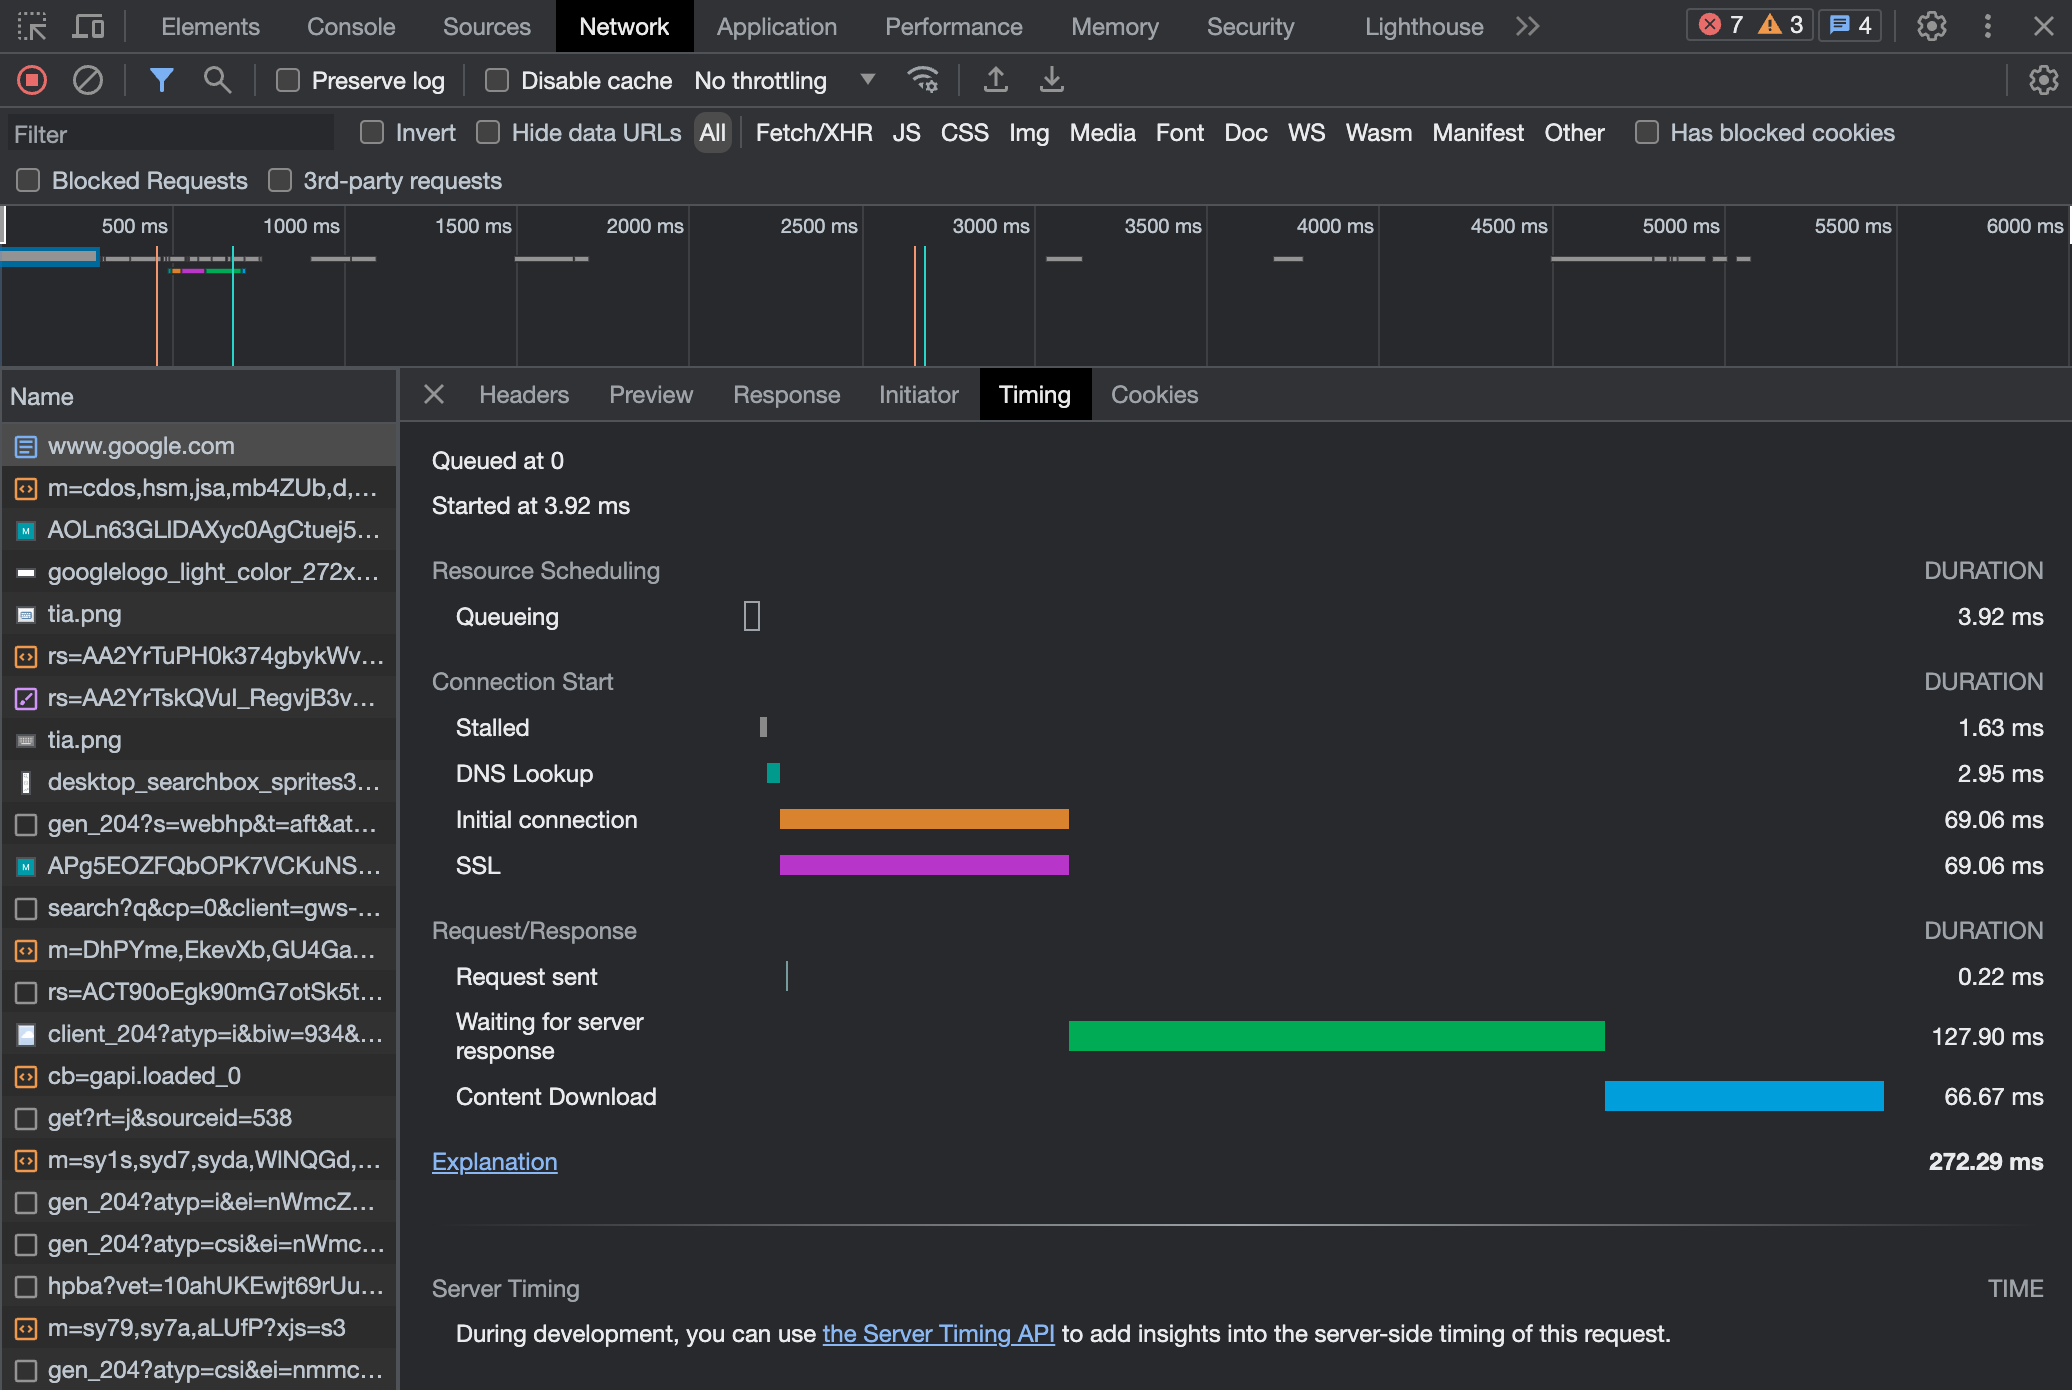 Elements Console Sources Network Application Performance Memory Security Lighthouse 7 3 4
Preserve log Disable cache No throttling
Filter Invert Hide data URLs All Fetch/XHR JS CSS Img Media Font Doc WS Wasm Manifest Other Has blocked cookies
Blocked Requests 3rd-party requests
500 ms 1000 ms 1500 ms 2000 ms 2500 ms 3000 ms 3500 ms 4000 ms 4500 ms 5000 ms 5500 ms 6000 ms
Name
www.google.com
m=cdos,hsm,jsa,mb4ZUb,d,…
AOLn63GLlDAXyc0AgCtuej5…
googlelogo_light_color_272x…
tia.png
rs=AA2YrTuPH0k374gbykWv…
rs=AA2YrTskQVuI_RegvjB3v…
tia.png
desktop_searchbox_sprites3…
gen_204?s=webhp&t=aft&at…
APg5EOZFQbOPK7VCKuNS…
search?q&cp=0&client=gws-…
m=DhPYme,EkevXb,GU4Ga…
rs=ACT90oEgk90mG7otSk5t…
client_204?atyp=i&biw=934&…
cb=gapi.loaded_0
get?rt=j&sourceid=538
m=sy1s,syd7,syda,WlNQGd,…
gen_204?atyp=i&ei=nWmcZ…
gen_204?atyp=csi&ei=nWmc…
hpba?vet=10ahUKEwjt69rUu…
m=sy79,sy7a,aLUfP?xjs=s3
gen_204?atyp=csi&ei=nmmc…
Headers Preview Response Initiator Timing Cookies
Queued at 0
Started at 3.92 ms
Resource Scheduling DURATION
Queueing 3.92 ms
Connection Start DURATION
Stalled 1.63 ms
DNS Lookup 2.95 ms
Initial connection 69.06 ms
SSL 69.06 ms
Request/Response DURATION
Request sent 0.22 ms
Waiting for server
response 127.90 ms
Content Download 66.67 ms
Explanation 272.29 ms
Server Timing TIME
During development, you can use the Server Timing API to add insights into the server-side timing of this request.